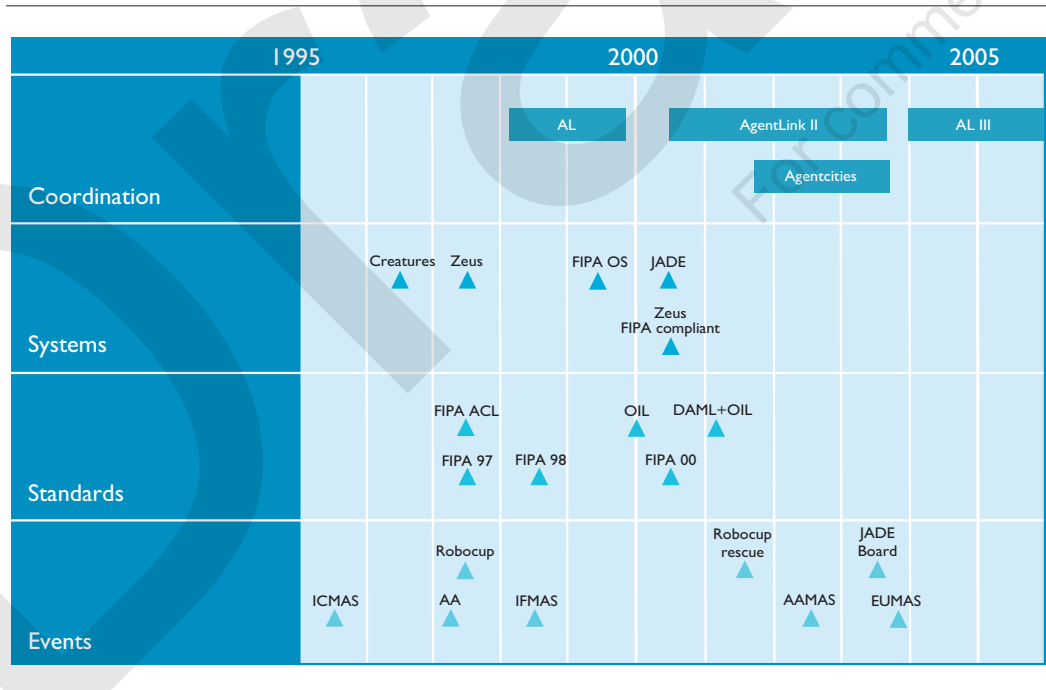 1995 2000 2005
AL AgentLink II AL III
Agentcities
Coordination
Creatures Zeus FIPA OS JADE
Zeus
FIPA compliant
Systems
FIPA ACL OIL DAML+OIL
FIPA 97 FIPA 98 FIPA 00
Standards
Robocup Robocup
rescue JADE
Board
ICMAS AA IFMAS AAMAS EUMAS
Events
For comme